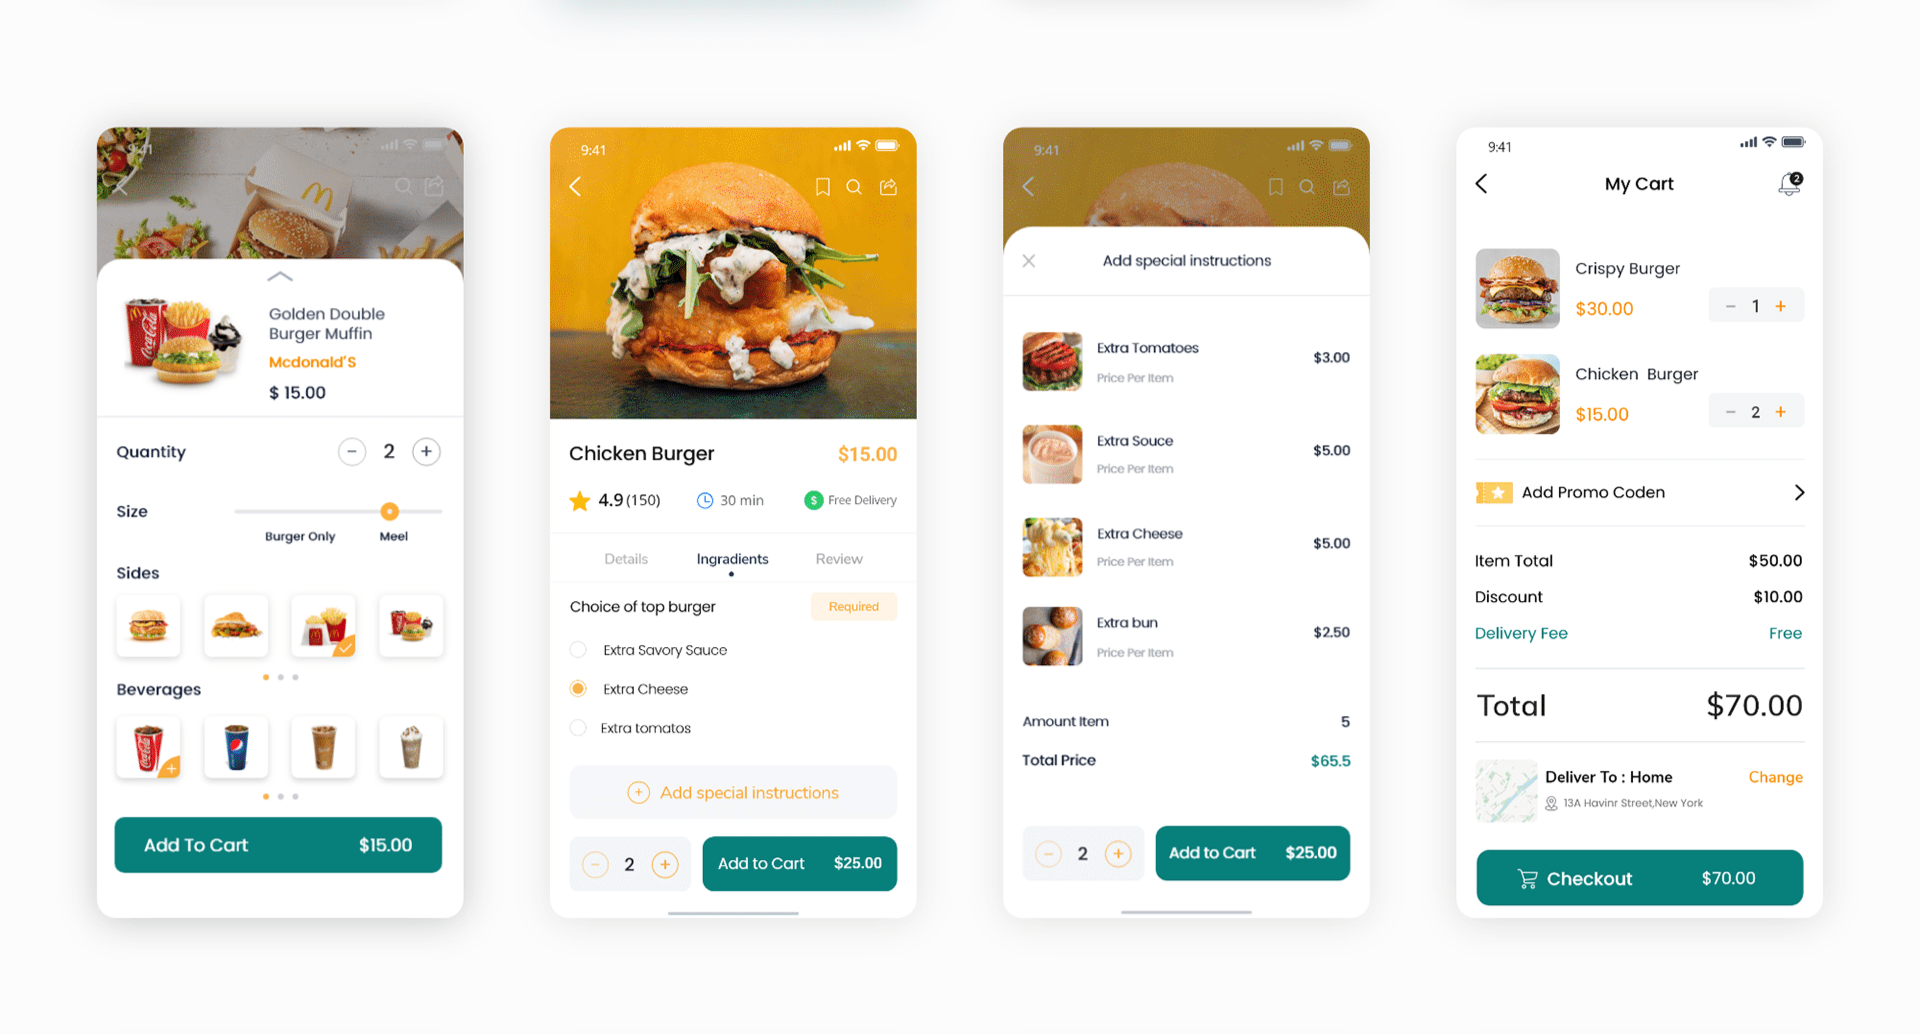 9:41
Golden Double
Burger Muffin
Mcdonald'S
$ 15.00
Quantity
2
Size
Burger Only
Meel
Sides
Beverages
Add To Cart
$15.00
9:41
Chicken Burger
$15.00
4.9 (150)
30 min
$
Free Delivery
Details
Ingradients
Review
Choice of top burger
Required
Extra Savory Sauce
Extra Cheese
Extra tomatos
Add special instructions
2
Add to Cart
$25.00
9:41
Add special instructions
Extra Tomatoes
$3.00
Price Per Item
Extra Souce
$5.00
Price Per Item
Extra Cheese
$5.00
Price Per Item
Extra bun
$2.50
Price Per Item
Amount Item
5
Total Price
$65.5
2
Add to Cart
$25.00
9:41
My Cart
2
Crispy Burger
$30.00
1
Chicken Burger
$15.00
2
Add Promo Coden
Item Total
$50.00
Discount
$10.00
Delivery Fee
Free
Total
$70.00
Deliver To : Home
Change
13A Havinr Street,New York
Checkout
$70.00